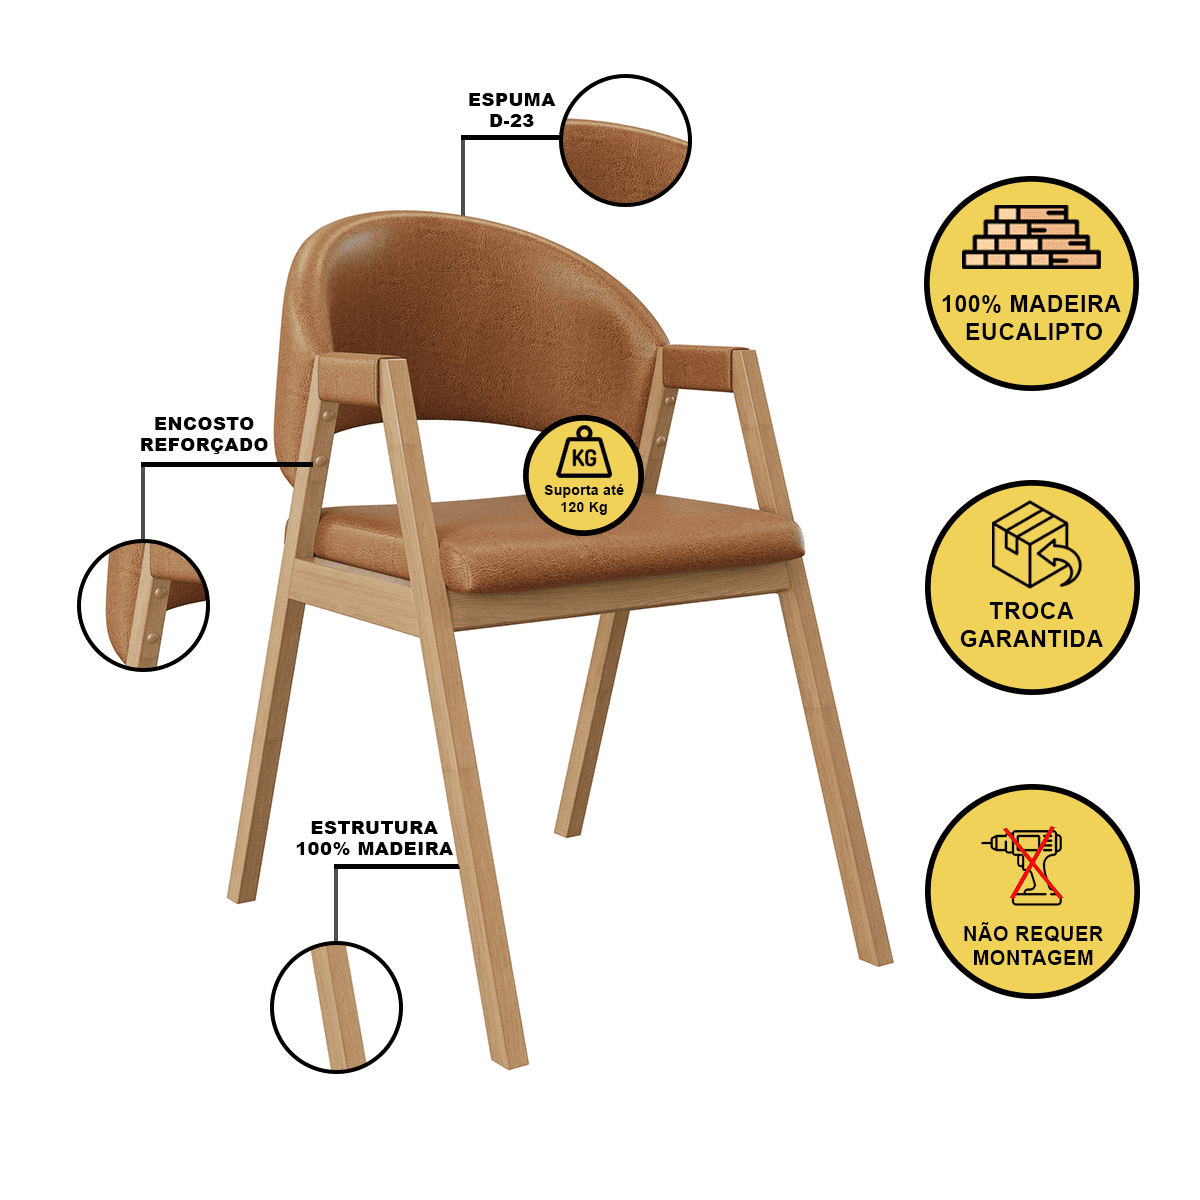 ESPUMA
D-23
100% MADEIRA
EUCALIPTO
ENCOSTO
REFORÇADO
KG
Suporta até
120 Kg
TROCA
GARANTIDA
ESTRUTURA
100% MADEIRA
NÃO REQUER
MONTAGEM